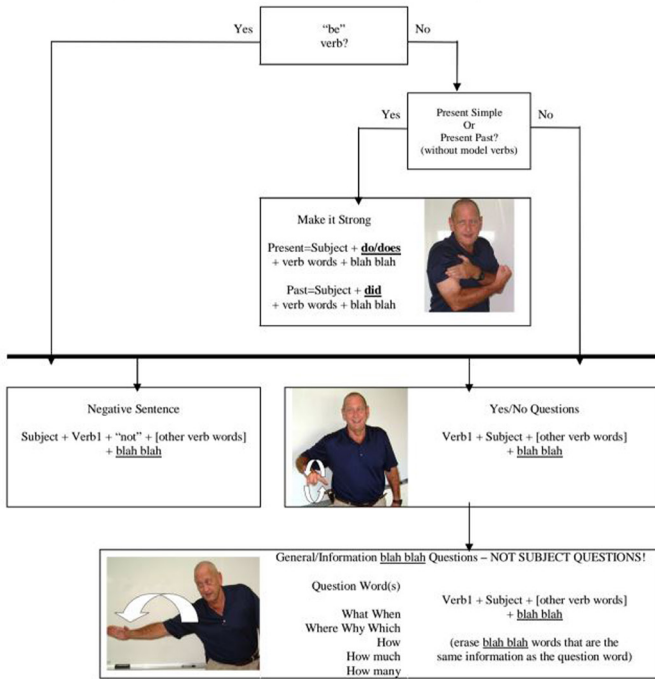 Yes
“be”
verb?
No
Yes
Present Simple
Or
Present Past?
(without model verbs)
No
Make it Strong
Present=Subject + do/does
+ verb words + blah blah
Past=Subject + did
+ verb words + blah blah
Negative Sentence
Subject + Verb1 + “not” + [other verb words]
+ blah blah
Yes/No Questions
Verb1 + Subject + [other verb words]
+ blah blah
General/Information blah blah Questions – NOT SUBJECT QUESTIONS!
Question Word(s)
What When
Where Why Which
How
How much
How many
Verb1 + Subject + [other verb words]
+ blah blah
(erase blah blah words that are the
same information as the question word)